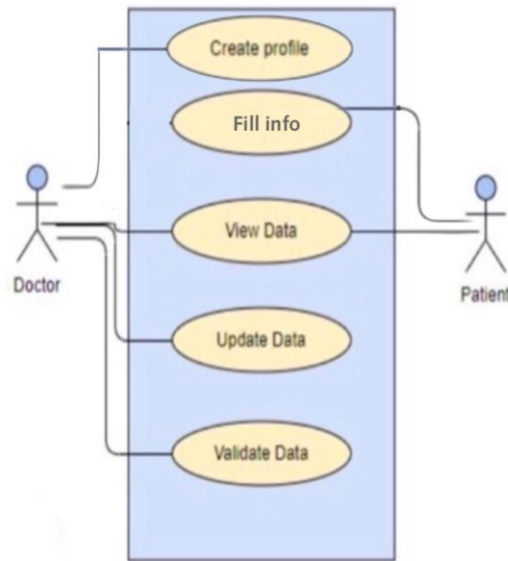 Create profile
Fill info
View Data
Doctor
Patient
Update Data
Validate Data